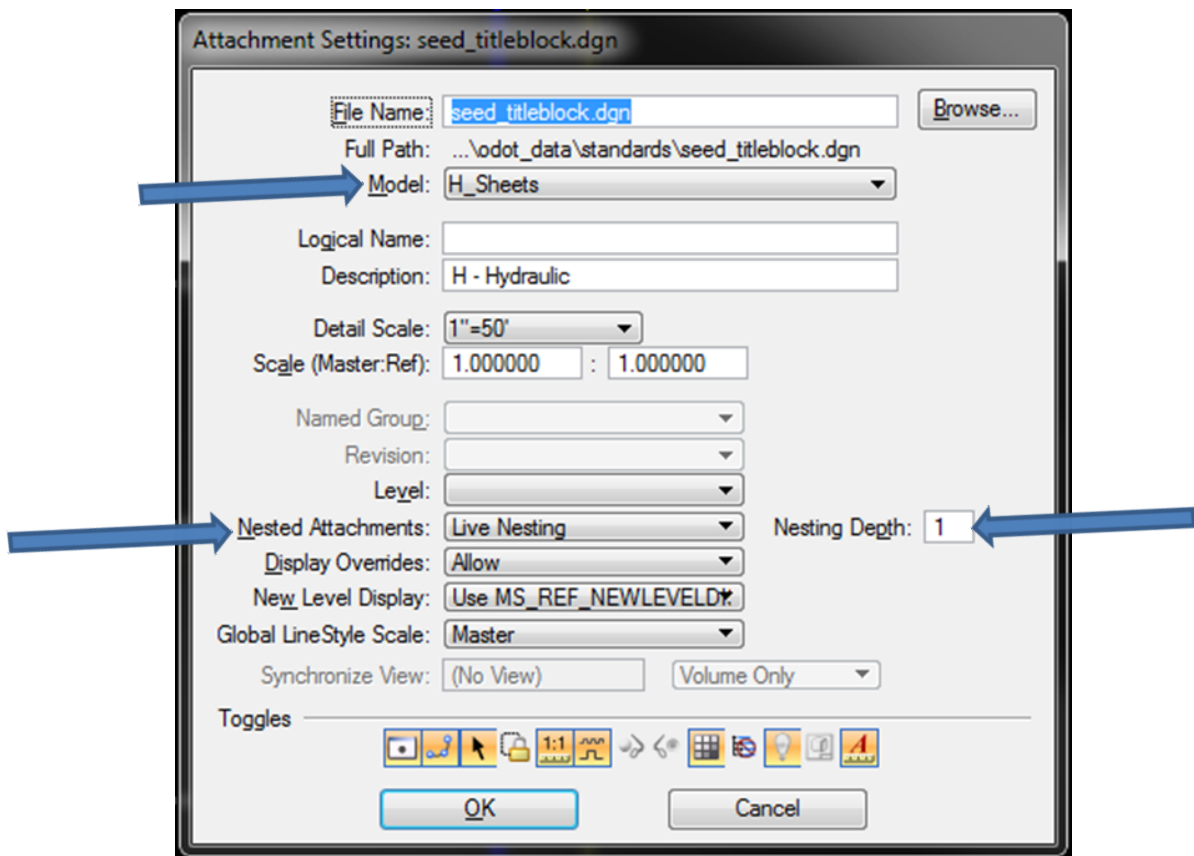 Attachment Settings: seed_titleblock.dgn
File Name: seed_titleblock.dgn Browse...
Full Path: ...\odot_data\standards\seed_titleblock.dgn
Model: H_Sheets
Logical Name:
Description: H - Hydraulic
Detail Scale: 1"=50'
Scale (Master:Ref): 1.000000 : 1.000000
Named Group:
Revision:
Level:
Nested Attachments: Live Nesting Nesting Depth: 1
Display Overrides: Allow
New Level Display: Use MS_REF_NEWLEVELDI
Global LineStyle Scale: Master
Synchronize View: (No View) Volume Only
Toggles
1:1 A
OK Cancel